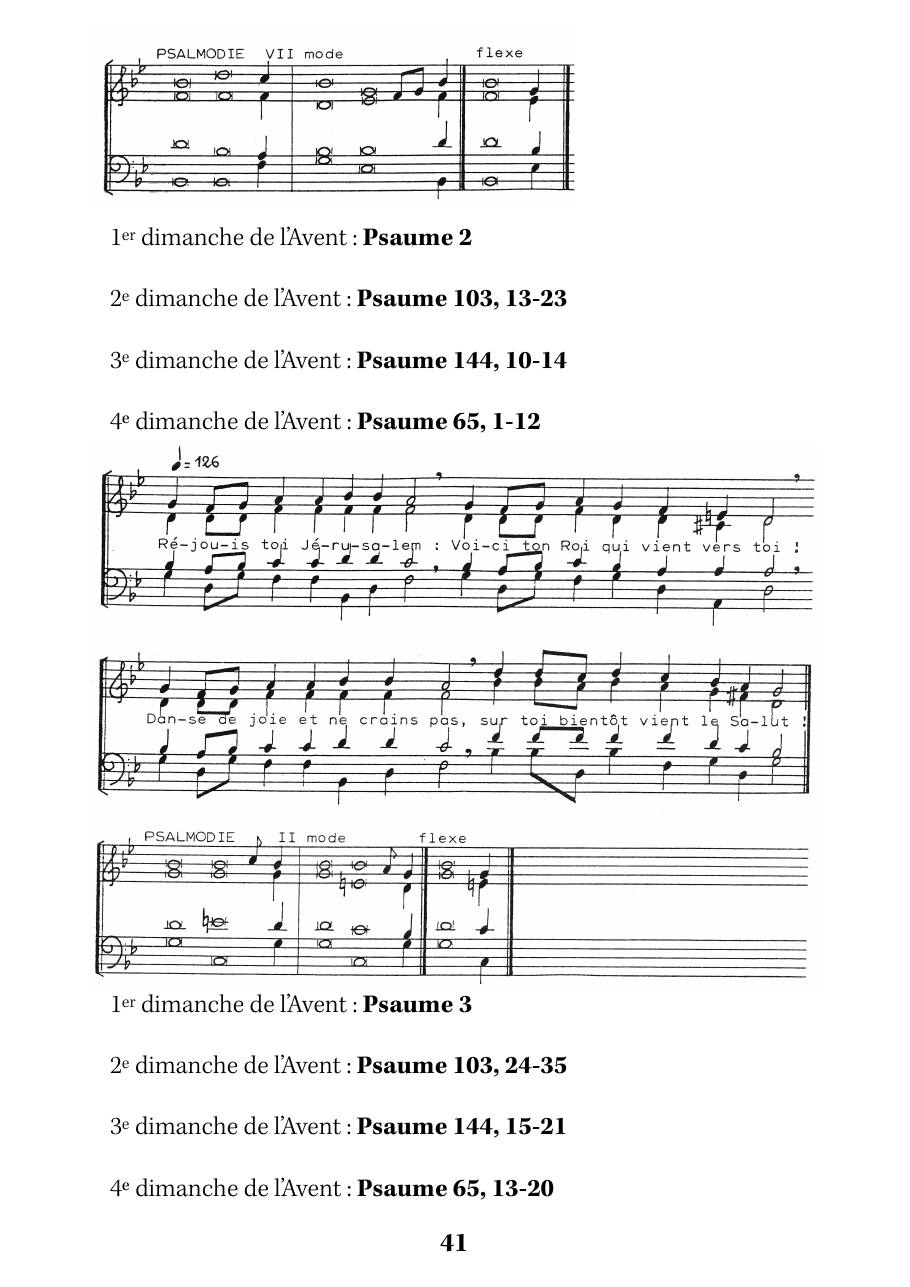 PSALMODIE VII mode flexe
1er dimanche de l’Avent : Psaume 2
2e dimanche de l’Avent : Psaume 103, 13-23
3e dimanche de l’Avent : Psaume 144, 10-14
4e dimanche de l’Avent : Psaume 65, 1-12
= 126
Ré-jou-is toi Jé-ru-sa-lem : Voi-ci ton Roi qui vient vers toi !
Dan-se de joie et ne crains pas, sur toi bientôt vient le Sa-lut !
PSALMODIE II mode flexe
1er dimanche de l’Avent : Psaume 3
2e dimanche de l’Avent : Psaume 103, 24-35
3e dimanche de l’Avent : Psaume 144, 15-21
4e dimanche de l’Avent : Psaume 65, 13-20
41